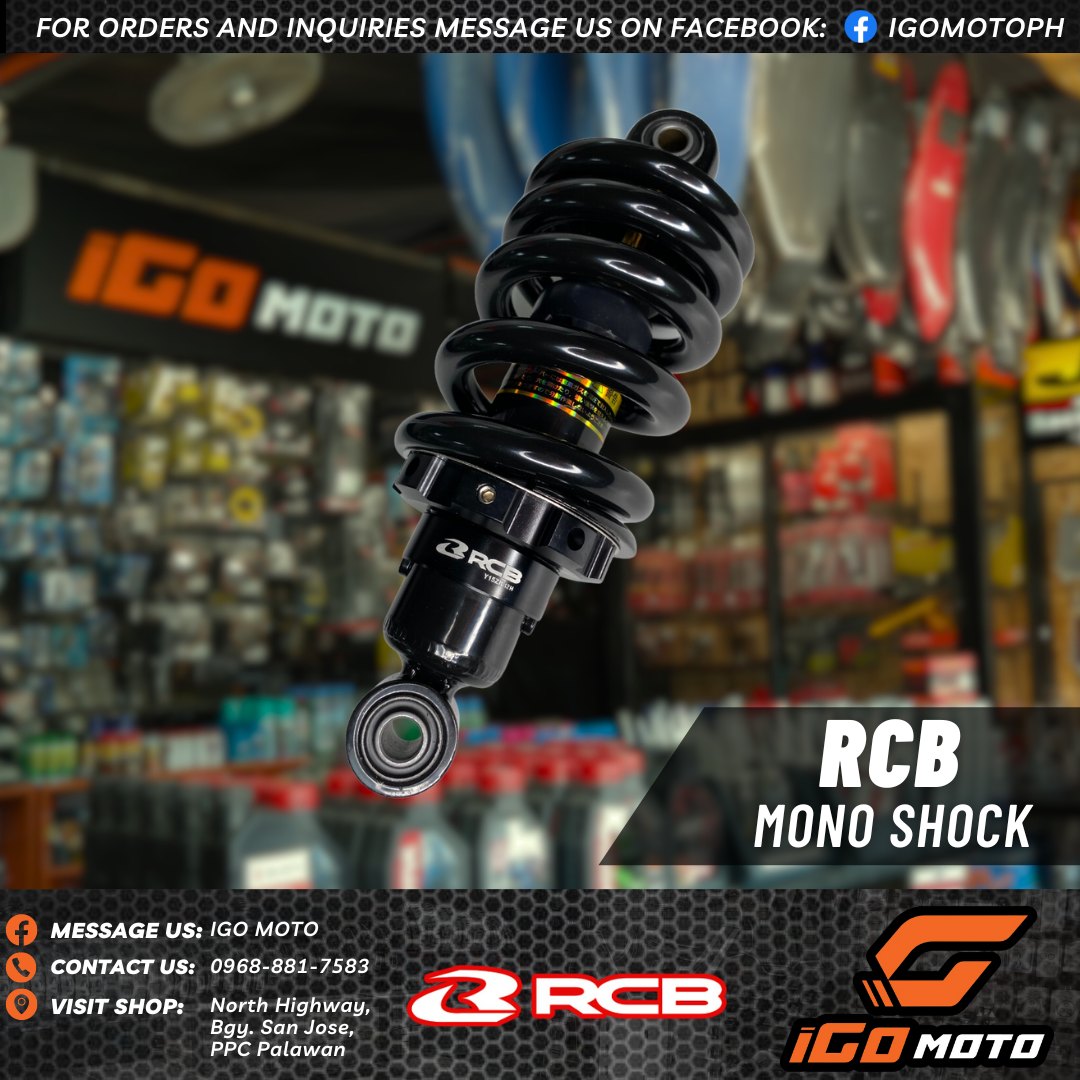 FOR ORDERS AND INQUIRIES MESSAGE US ON FACEBOOK: IGOMOTOPH
iGO MOTO
RCB
RCB
MONO SHOCK
MESSAGE US: IGO MOTO
CONTACT US: 0968-881-7583
VISIT SHOP: North Highway,
Bgy. San Jose,
PPC Palawan
RCB
iGO MOTO